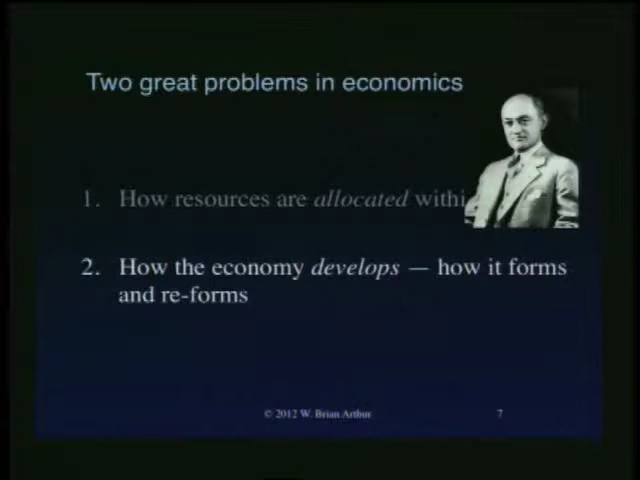 Two great problems in economics
1. How resources are allocated withi
2. How the economy develops — how it forms
and re-forms
© 2012 W. Brian Arthur
7